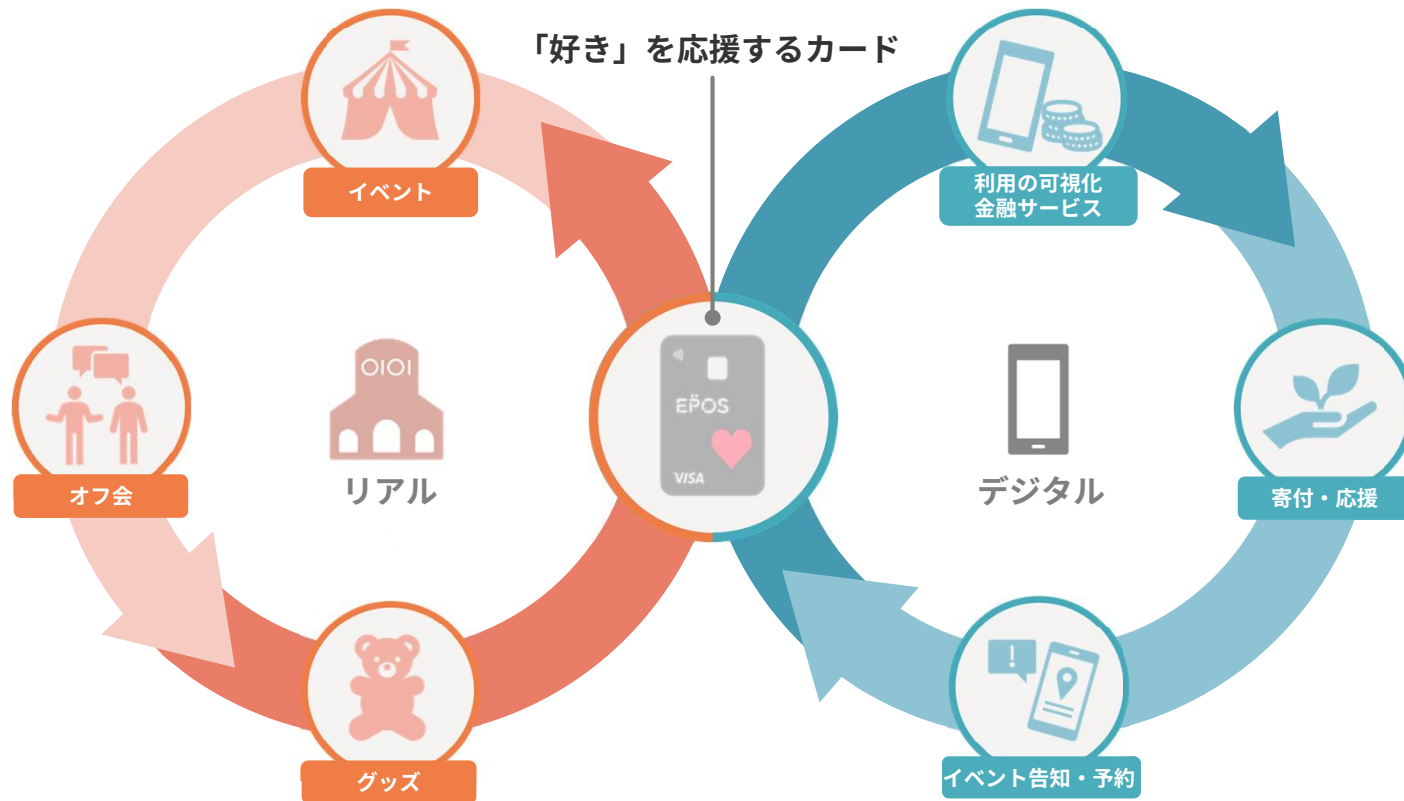 「好き」を応援するカード
イベント
利用の可視化
金融サービス
OIOI
EPOS
VISA
リアル
デジタル
オフ会
寄付・応援
グッズ
イベント告知・予約
!